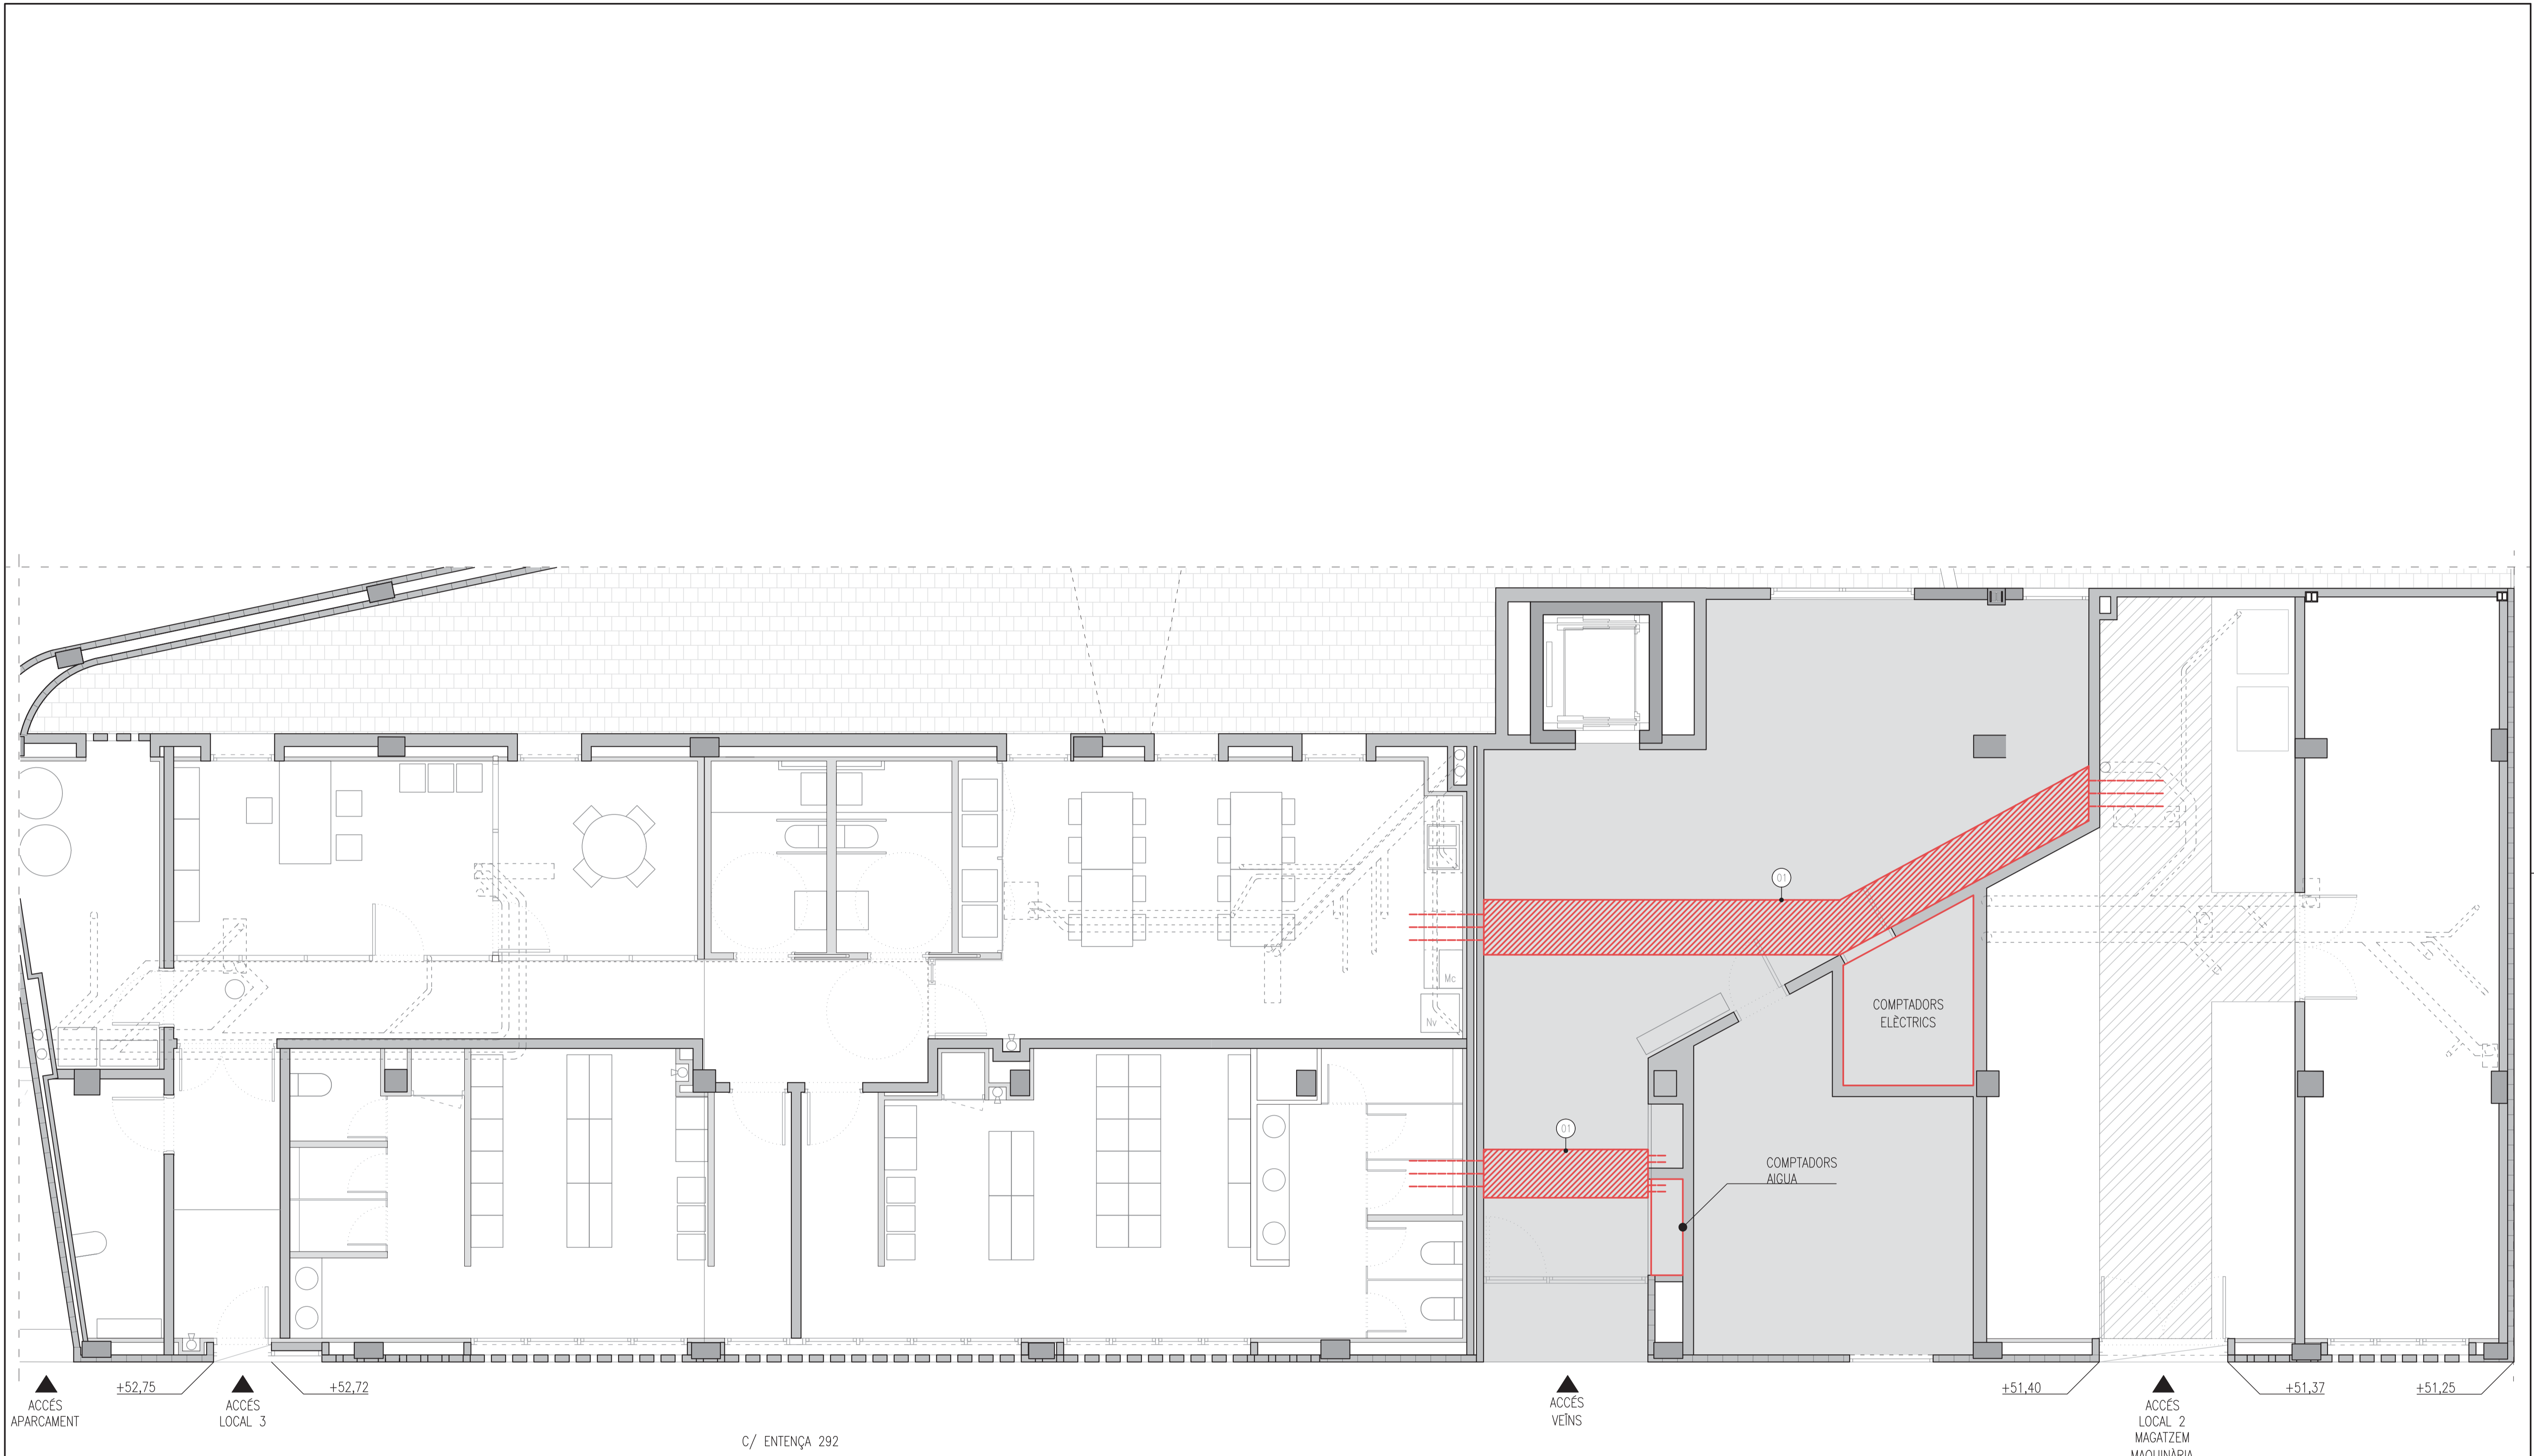 01
Mc
Nv
COMPTADORS
ELÈCTRICS
01
COMPTADORS
AIGUA
+52,75
+52,72
+51,40
+51,37
+51,25
ACCÉS
APARCAMENT
ACCÉS
LOCAL 3
ACCÉS
VEÏNS
ACCÉS
LOCAL 2
MAGATZEM
MAQUINÀRIA
C/ ENTENÇA 292